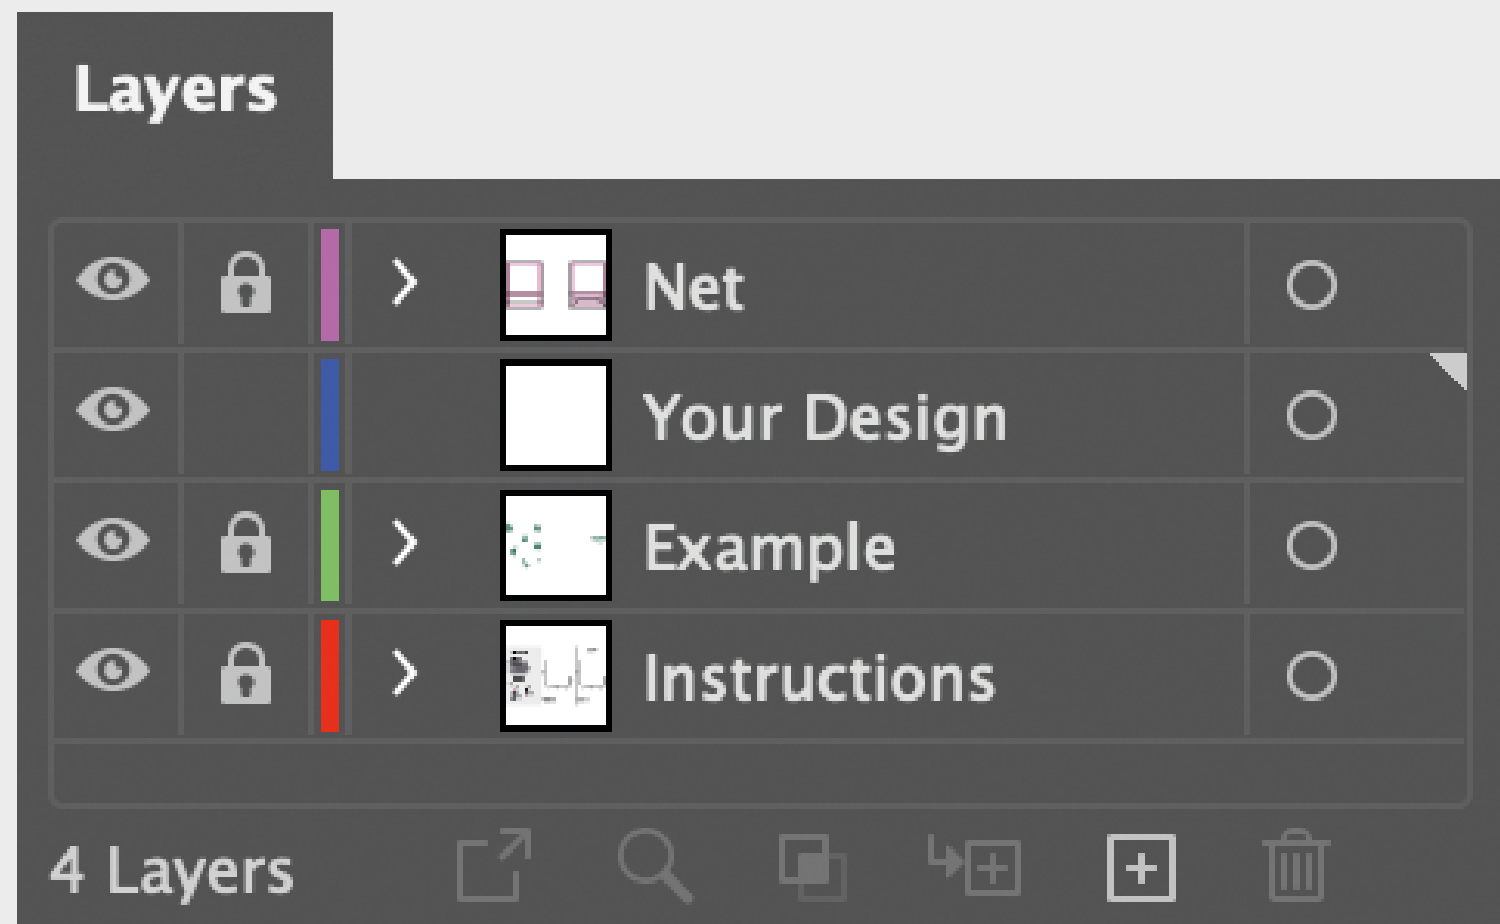 Layers
Net
Your Design
Example
Instructions
4 Layers